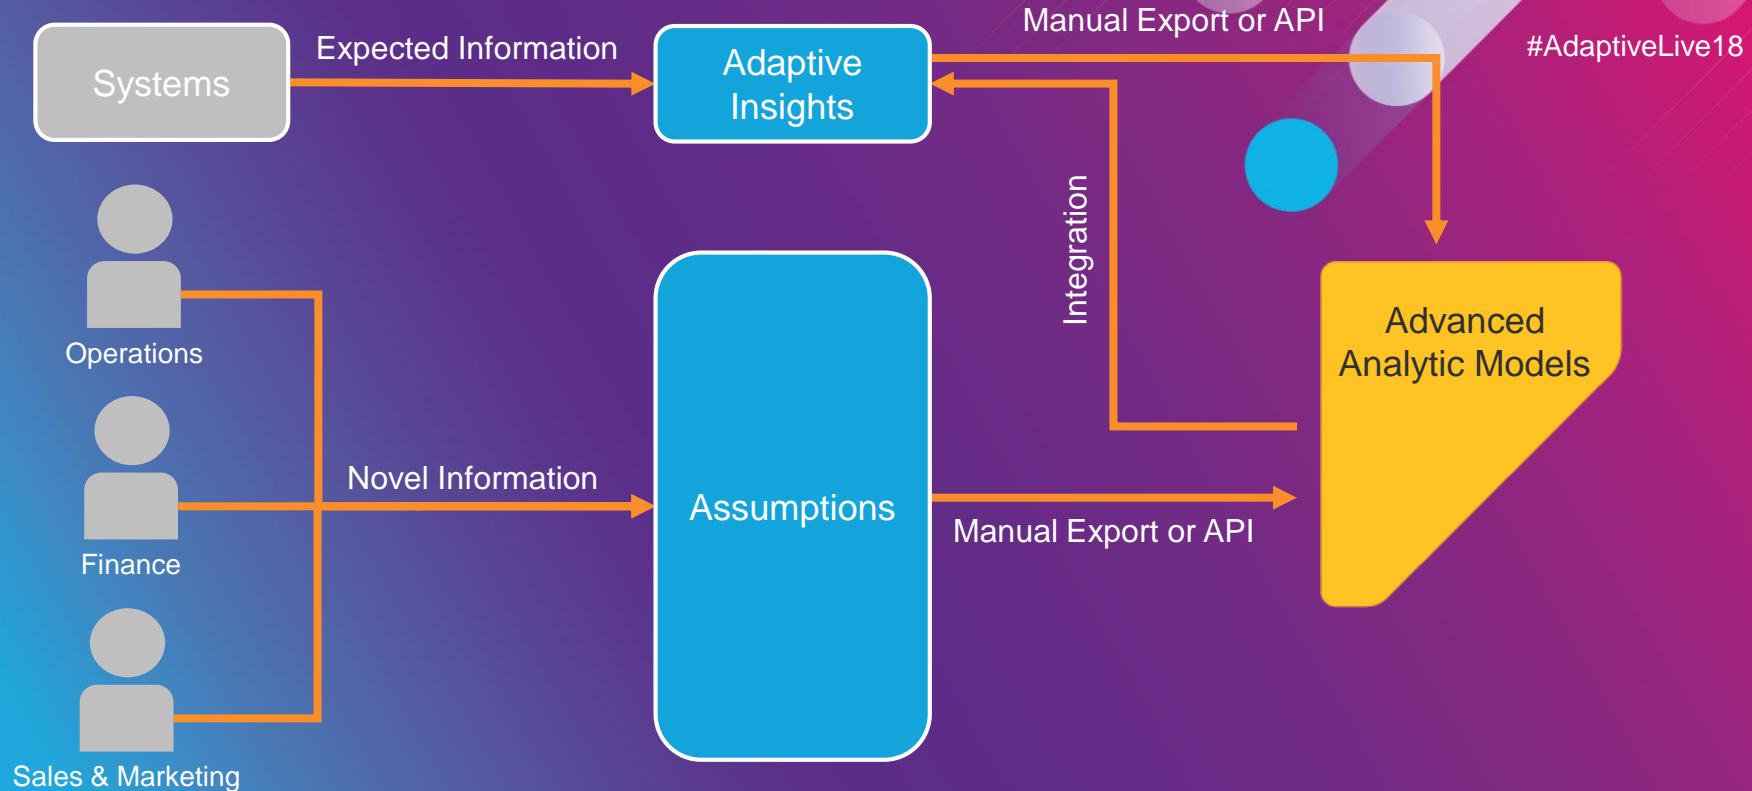 Manual Export or API
#AdaptiveLive18
Expected Information
Systems
Adaptive
Insights
Integration
Operations
Advanced
Analytic Models
Novel Information
Assumptions
Manual Export or API
Finance
Sales & Marketing